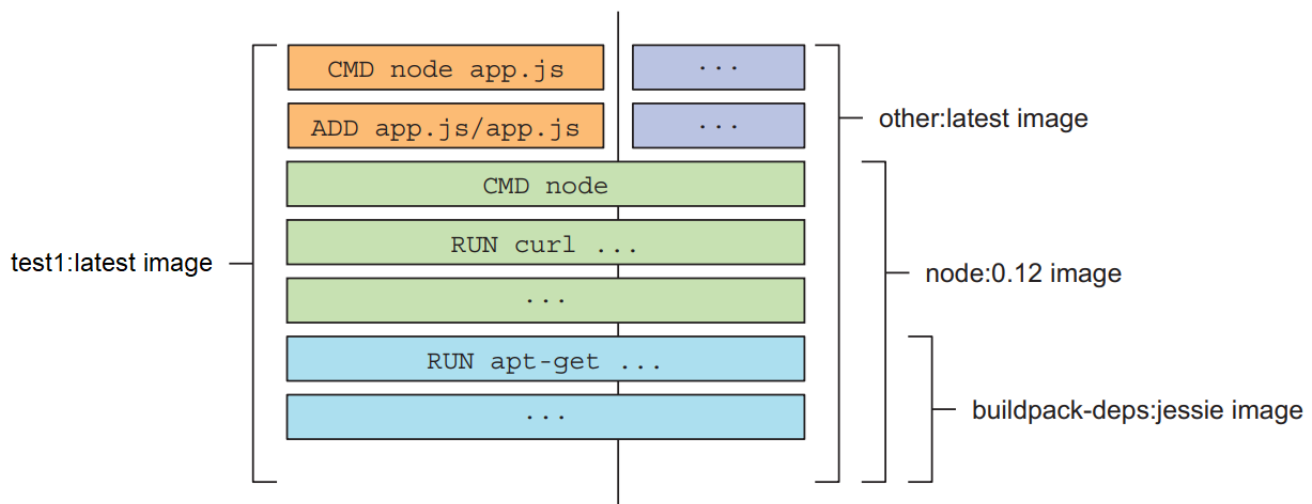 CMD node app.js
...
ADD app.js/app.js
...
other:latest image
CMD node
RUN curl ...
test1:latest image
node:0.12 image
...
RUN apt-get ...
...
buildpack-deps:jessie image